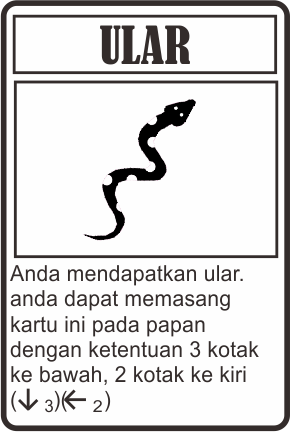 ULAR
Anda mendapatkan ular.
anda dapat memasang
kartu ini pada papan
dengan ketentuan 3 kotak
ke bawah, 2 kotak ke kiri
(↓ 3)(← 2)